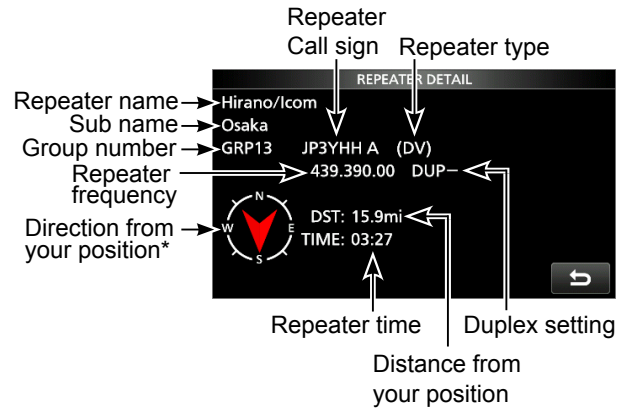 Repeater
Call sign
Repeater type
REPEATER DETAIL
Repeater name
Hirano/Icom
Sub name
Osaka
Group number
GRP13 JP3YHH A (DV)
Repeater
frequency
439.390.00 DUP–
Direction from
your position*
N
W E
S
DST: 15.9mi
TIME: 03:27
Repeater time
Duplex setting
Distance from
your position